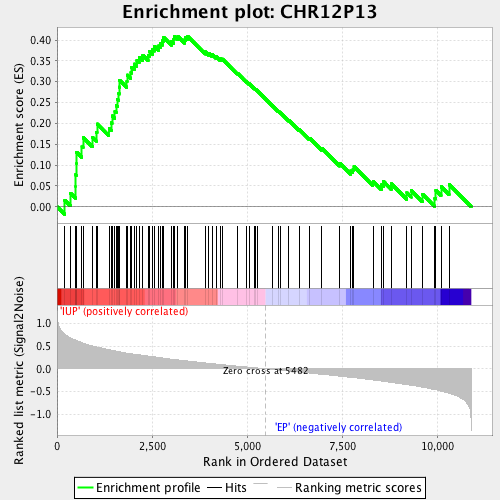 Enrichment plot: CHR12P13
Enrichment score (ES)
0.40
0.35
0.30
0.25
0.20
0.15
0.10
0.05
0.00
Ranked list metric (Signal2Noise)
'IUP' (positively correlated)
1.0
0.5
0.0
-0.5
-1.0
Zero cross at 5482
'EP' (negatively correlated)
0 2,500 5,000 7,500 10,000
Rank in Ordered Dataset
Enrichment profile Hits Ranking metric scores